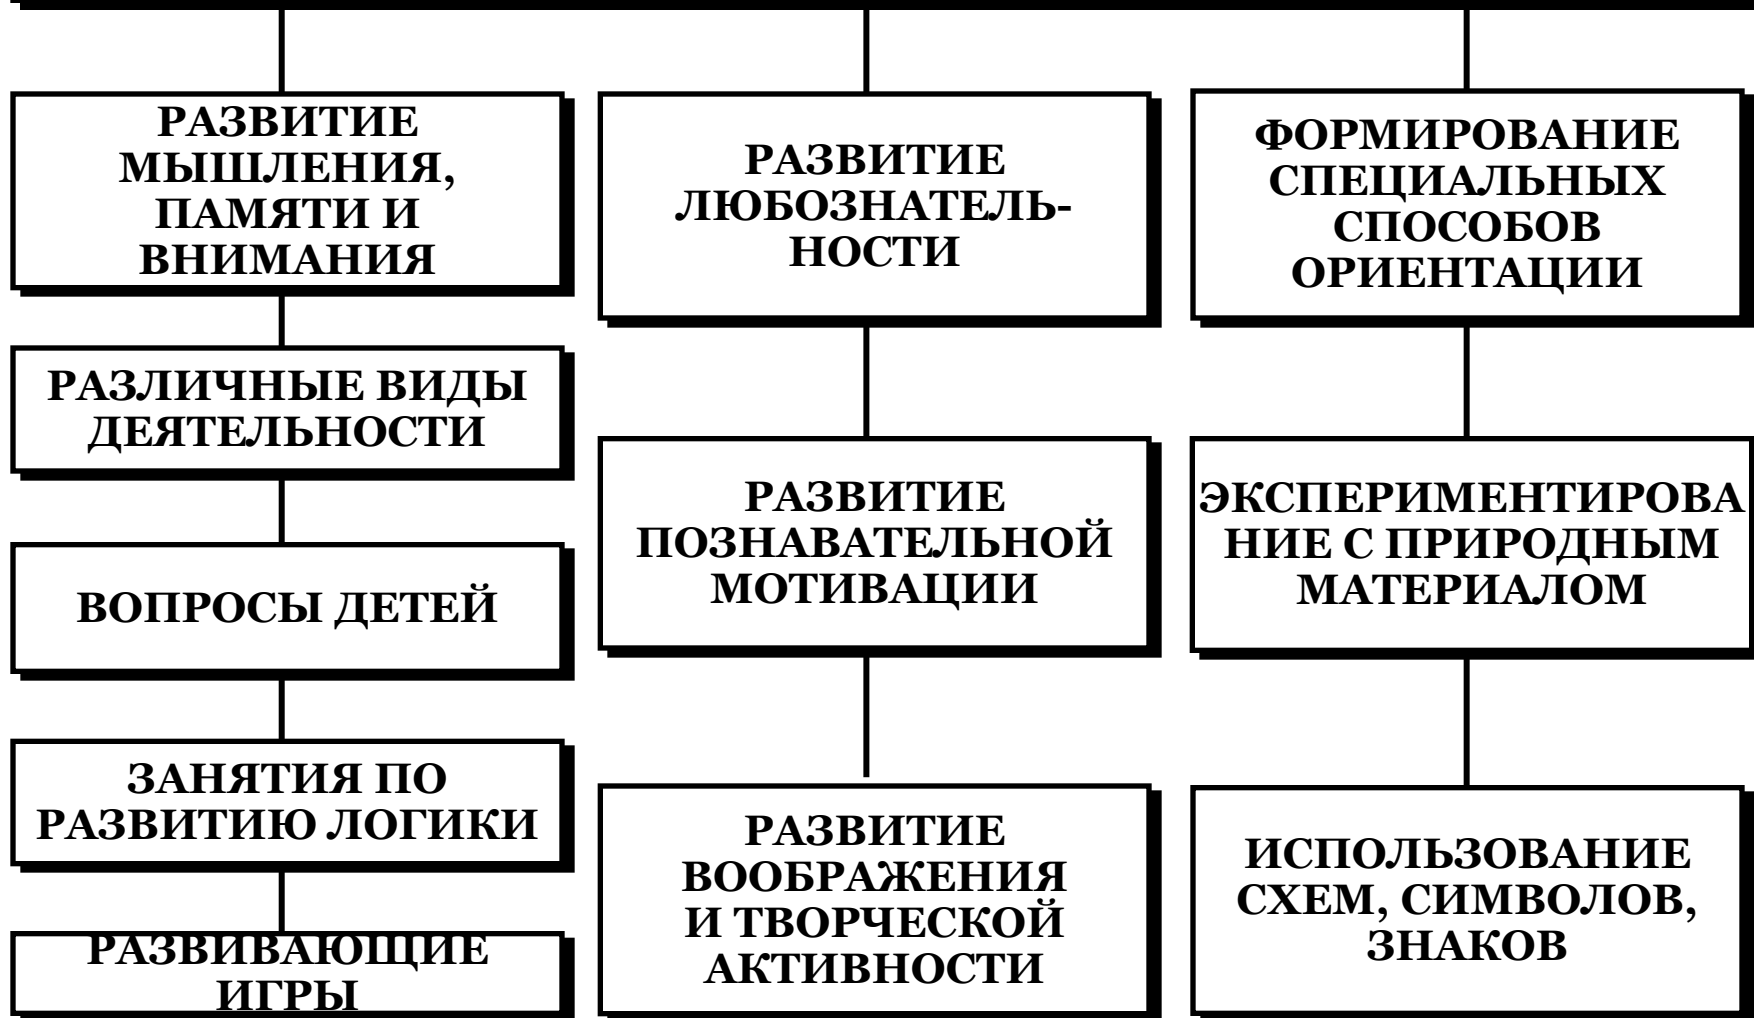 РАЗВИТИЕ
МЫШЛЕНИЯ,
ПАМЯТИ И
ВНИМАНИЯ
РАЗЛИЧНЫЕ ВИДЫ
ДЕЯТЕЛЬНОСТИ
ВОПРОСЫ ДЕТЕЙ
ЗАНЯТИЯ ПО
РАЗВИТИЮ ЛОГИКИ
РАЗВИВАЮЩИЕ
ИГРЫ
РАЗВИТИЕ
ЛЮБОЗНАТЕЛЬ-
НОСТИ
РАЗВИТИЕ
ПОЗНАВАТЕЛЬНОЙ
МОТИВАЦИИ
РАЗВИТИЕ
ВООБРАЖЕНИЯ
И ТВОРЧЕСКОЙ
АКТИВНОСТИ
ФОРМИРОВАНИЕ
СПЕЦИАЛЬНЫХ
СПОСОБОВ
ОРИЕНТАЦИИ
ЭКСПЕРИМЕНТИРОВА
НИЕ С ПРИРОДНЫМ
МАТЕРИАЛОМ
ИСПОЛЬЗОВАНИЕ
СХЕМ, СИМВОЛОВ,
ЗНАКОВ